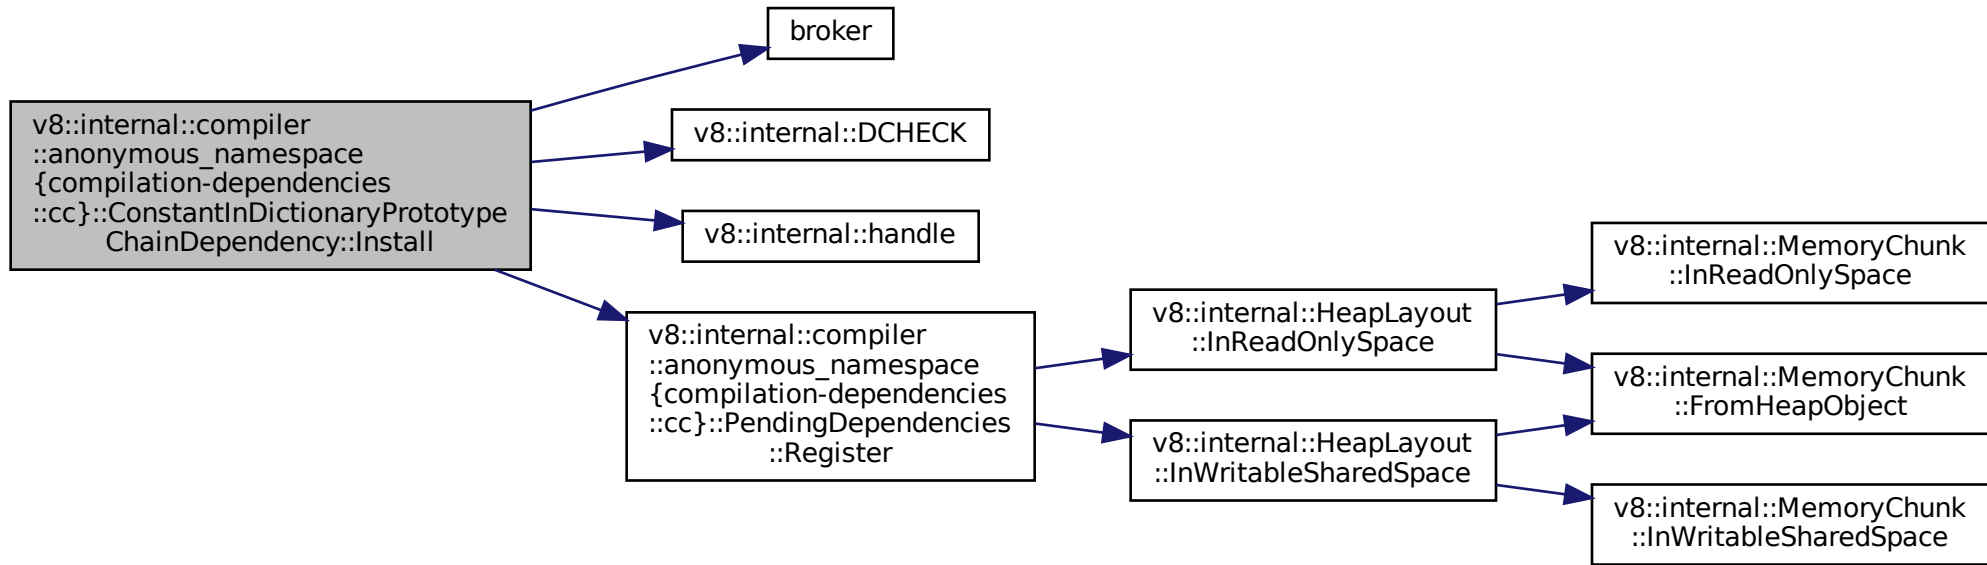 broker
v8::internal::compiler
::anonymous_namespace
{compilation-dependencies
::cc}::ConstantInDictionaryPrototype
ChainDependency::Install
v8::internal::DCHECK
v8::internal::handle
v8::internal::compiler
::anonymous_namespace
{compilation-dependencies
::cc}::PendingDependencies
::Register
v8::internal::HeapLayout
::InReadOnlySpace
v8::internal::HeapLayout
::InWritableSharedSpace
v8::internal::MemoryChunk
::InReadOnlySpace
v8::internal::MemoryChunk
::FromHeapObject
v8::internal::MemoryChunk
::InWritableSharedSpace